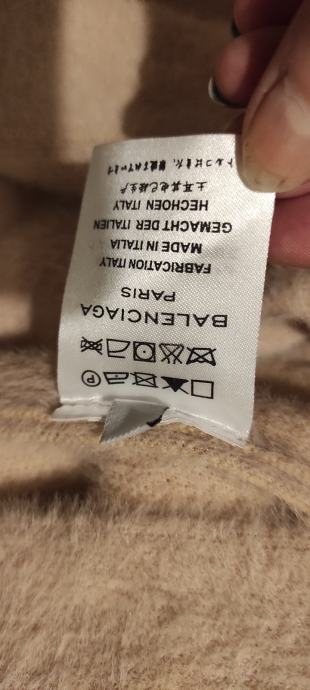 BALENCIAGA
PARIS
FABRICATION ITALY
MADE IN ITALIA
GEMACHT DER ITALIEN
HECHOEN ITALY